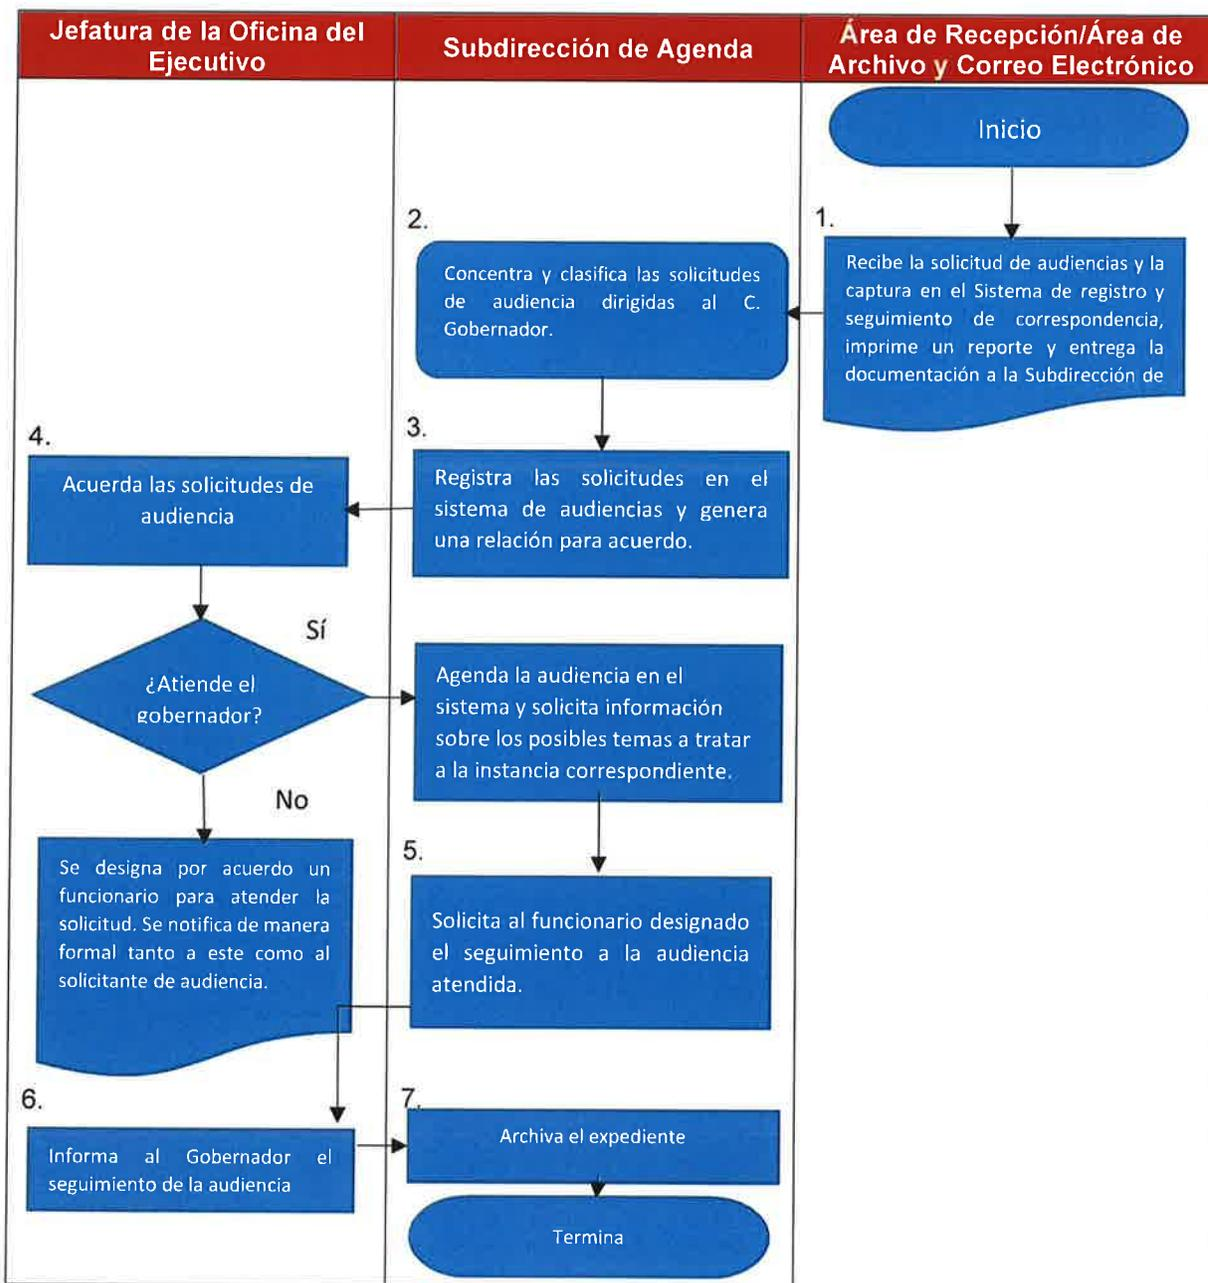 Jefatura de la Oficina del
Ejecutivo
Subdirección de Agenda
Área de Recepción/Área de
Archivo y Correo Electrónico
Inicio
1.
Recibe la solicitud de audiencias y la
captura en el Sistema de registro y
seguimiento de correspondencia,
imprime un reporte y entrega la
documentación a la Subdirección de
2.
Concentra y clasifica las solicitudes
de audiencia dirigidas al C.
Gobernador.
3.
Registra las solicitudes en el
sistema de audiencias y genera
una relación para acuerdo.
4.
Acuerda las solicitudes de
audiencia
¿Atiende el
gobernador?
Sí
Agenda la audiencia en el
sistema y solicita información
sobre los posibles temas a tratar
a la instancia correspondiente.
No
Se designa por acuerdo un
funcionario para atender la
solicitud. Se notifica de manera
formal tanto a este como al
solicitante de audiencia.
5.
Solicita al funcionario designado
el seguimiento a la audiencia
atendida.
6.
Informa al Gobernador el
seguimiento de la audiencia
7.
Archiva el expediente
Termina